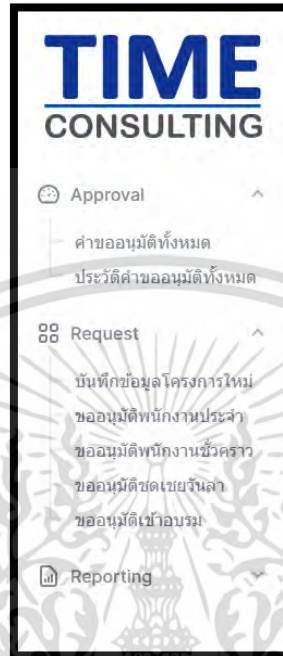 TIME
CONSULTING
Approval
คำขออนุมัติทั้งหมด
ประวัติคำขออนุมัติทั้งหมด
Request
บันทึกข้อมูลโครงการใหม่
ขออนุมัติพนักงานประจำ
ขออนุมัติพนักงานชั่วคราว
ขออนุมัติชดเชยวันลา
ขออนุมัติเข้าอบรม
Reporting